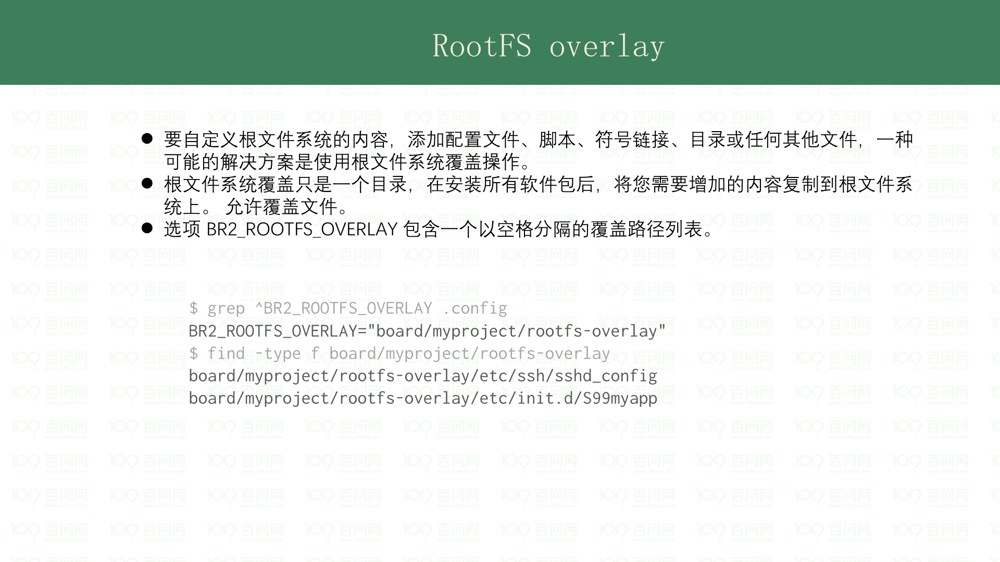 RootFS overlay
● 要自定义根文件系统的内容，添加配置文件、脚本、符号链接、目录或任何其他文件，一种
可能的解决方案是使用根文件系统覆盖操作。
● 根文件系统覆盖只是一个目录，在安装所有软件包后，将您需要增加的内容复制到根文件系
统上。 允许覆盖文件。
● 选项 BR2_ROOTFS_OVERLAY 包含一个以空格分隔的覆盖路径列表。
$ grep ^BR2_ROOTFS_OVERLAY .config
BR2_ROOTFS_OVERLAY="board/myproject/rootfs-overlay"
$ find -type f board/myproject/rootfs-overlay
board/myproject/rootfs-overlay/etc/ssh/sshd_config
board/myproject/rootfs-overlay/etc/init.d/S99myapp